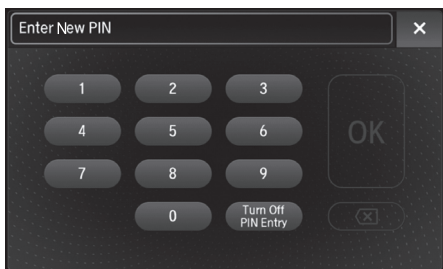 Enter New PIN
1 2 3
4 5 6 OK
7 8 9
0 Turn Off
PIN Entry